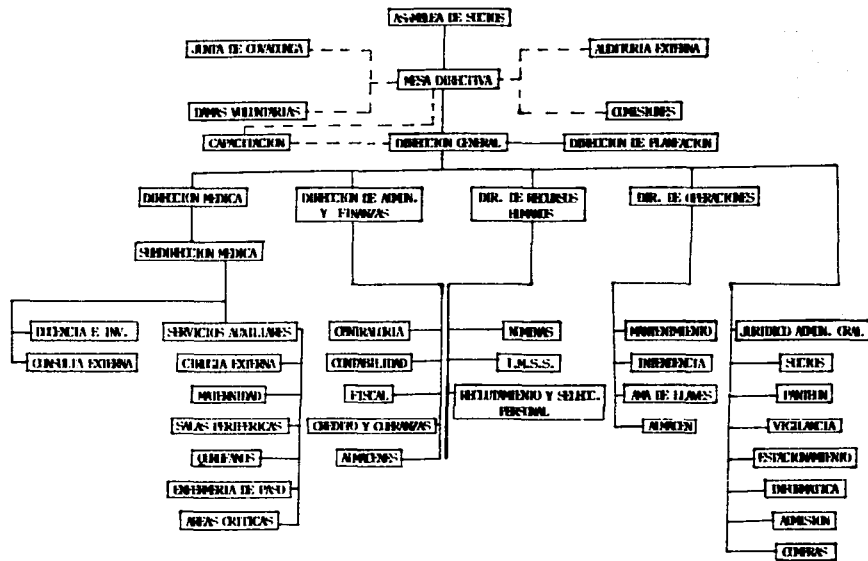 ASAMBLEA DE SOCIOS
JUNTA DE COVADONGA
AUDITORIA EXTERNA
MESA DIRECTIVA
DAMAS VOLUNTARIAS
COMISIONES
CAPACITACION
DIRECCION GENERAL
DIRECCION DE PLANEACION
DIRECCION MEDICA
DIRECCION DE ADMON.
Y FINANZAS
DIR. DE RECURSOS
HUMANOS
DIR. DE OPERACIONES
SUBDIRECCION MEDICA
DOCENCIA E INV.
SERVICIOS AUXILIARES
CONTRALORIA
NOMINAS
MANTENIMIENTO
JURIDICO ADMON. GRAL.
CONSULTA EXTERNA
CIRUGIA EXTERNA
CONTABILIDAD
I.M.S.S.
INTENDENCIA
SOCIOS
MATERNIDAD
FISCAL
RECLUTAMIENTO Y SELECC.
PERSONAL
AMA DE LLAVES
PANTEON
SALAS PERIFERICAS
CREDITO Y COBRANZAS
ALMACEN
VIGILANCIA
QUIROFANOS
ALMACENES
ESTACIONAMIENTO
ENFERMERIA DE PASO
INFORMATICA
AREAS CRITICAS
ADMISION
COMPRAS